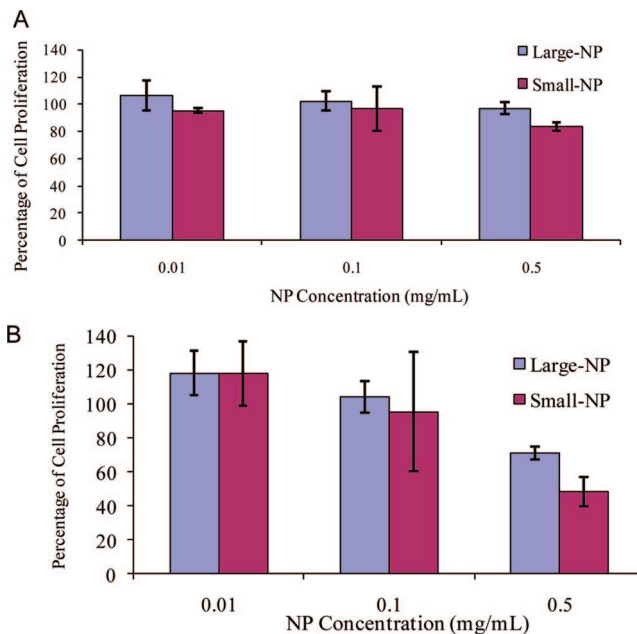 A
Percentage of Cell Proliferation
140
120
100
80
60
40
20
0
Large-NP
Small-NP
0.01
0.1
0.5
NP Concentration (mg/mL)
B
Percentage of Cell Proliferation
140
120
100
80
60
40
20
0
Large-NP
Small-NP
0.01
0.1
0.5
NP Concentration (mg/mL)